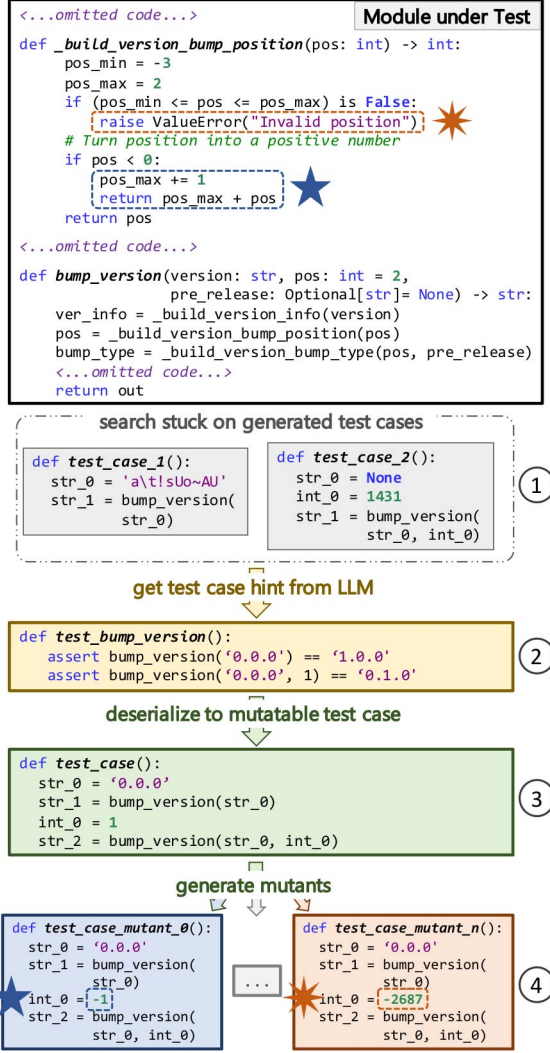 <...omitted code...>
Module under Test
def _build_version_bump_position(pos: int) -> int:
pos_min = -3
pos_max = 2
if (pos_min <= pos <= pos_max) is False:
raise ValueError("Invalid position")
# Turn position into a positive number
if pos < 0:
pos_max += 1
return pos_max + pos
return pos
<...omitted code...>
def bump_version(version: str, pos: int = 2,
pre_release: Optional[str]= None) -> str:
ver_info = _build_version_info(version)
pos = _build_version_bump_position(pos)
bump_type = _build_version_bump_type(pos, pre_release)
<...omitted code...>
return out
search stuck on generated test cases
def test_case_1():
str_0 = 'a\t!sUo~AU'
str_1 = bump_version(
str_0)
def test_case_2():
str_0 = None
int_0 = 1431
str_1 = bump_version(
str_0, int_0)
1
get test case hint from LLM
def test_bump_version():
assert bump_version(‘0.0.0') == ‘1.0.0'
assert bump_version(‘0.0.0’, 1) == ‘0.1.0'
2
deserialize to mutatable test case
def test_case():
str_0 = ‘0.0.0’
str_1 = bump_version(str_0)
int_0 = 1
str_2 = bump_version(str_0, int_0)
3
generate mutants
def test_case_mutant_0():
str_0 = ‘0.0.0'
str_1 = bump_version(
str_0)
int_0 = -1
str_2 = bump_version(
str_0, int_0)
...
def test_case_mutant_n():
str_0 = ‘0.0.0'
str_1 = bump_version(
str_0)
int_0 = -2687
str_2 = bump_version(
str_0, int_0)
4